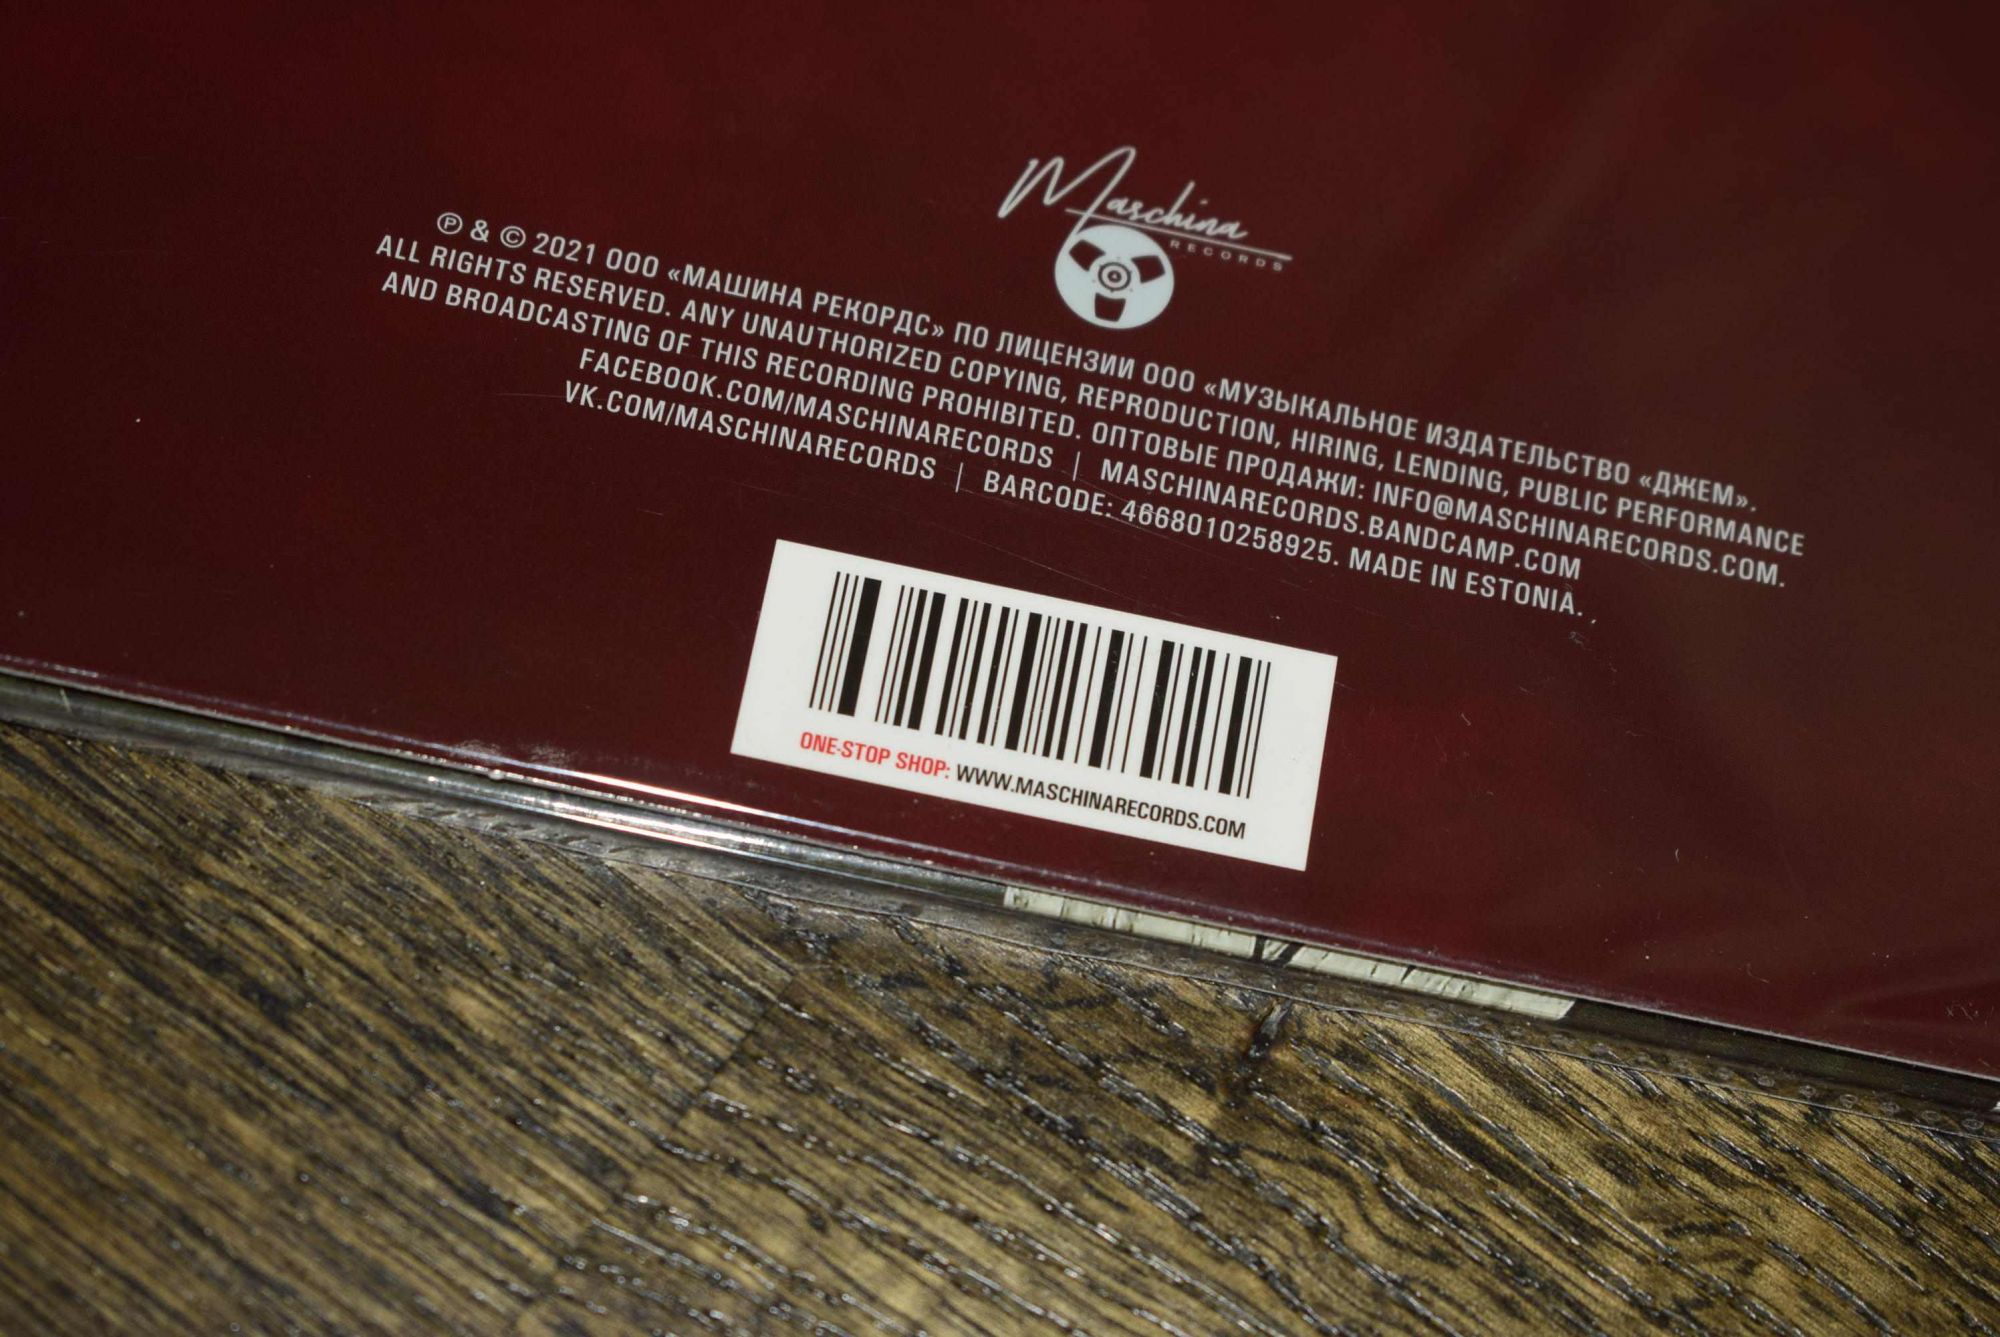 Maschina
RECORDS
Ⓟ & © 2021 ООО «МАШИНА РЕКОРДС» ПО ЛИЦЕНЗИИ ООО «МУЗЫКАЛЬНОЕ ИЗДАТЕЛЬСТВО «ДЖЕМ».
ALL RIGHTS RESERVED. ANY UNAUTHORIZED COPYING, REPRODUCTION, HIRING, LENDING, PUBLIC PERFORMANCE
AND BROADCASTING OF THIS RECORDING PROHIBITED. ОПТОВЫЕ ПРОДАЖИ: INFO@MASCHINARECORDS.COM.
FACEBOOK.COM/MASCHINARECORDS | MASCHINARECORDS.BANDCAMP.COM
VK.COM/MASCHINARECORDS | BARCODE: 4668010258925. MADE IN ESTONIA.
ONE-STOP SHOP: WWW.MASCHINARECORDS.COM